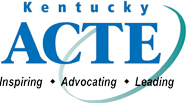 Kentucky
ACTE
Inspiring ◆ Advocating ◆ Leading